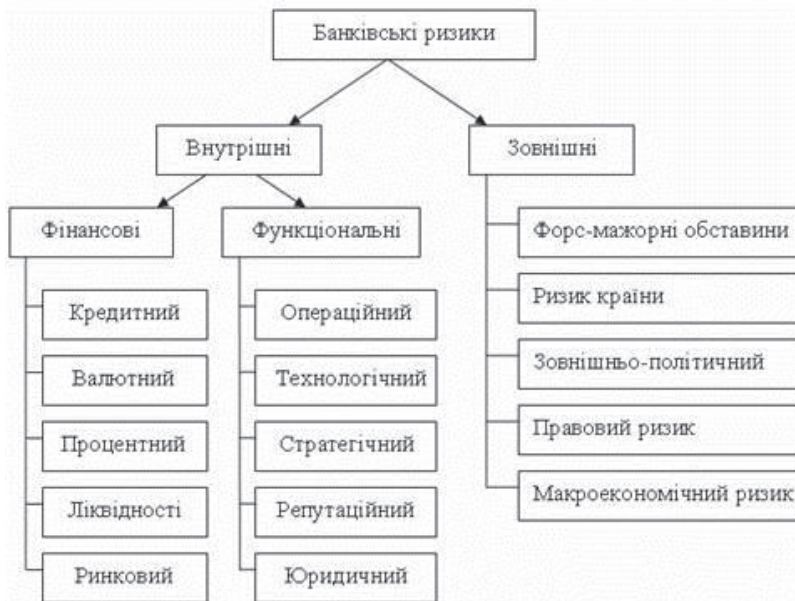 Банківські ризики
Внутрішні
Зовнішні
Фінансові
Функціональні
Кредитний
Валютний
Процентний
Ліквідності
Ринковий
Операційний
Технологічний
Стратегічний
Репутаційний
Юридичний
Форс-мажорні обставини
Ризик країни
Зовнішньо-політичний
Правовий ризик
Макроекономічний ризик